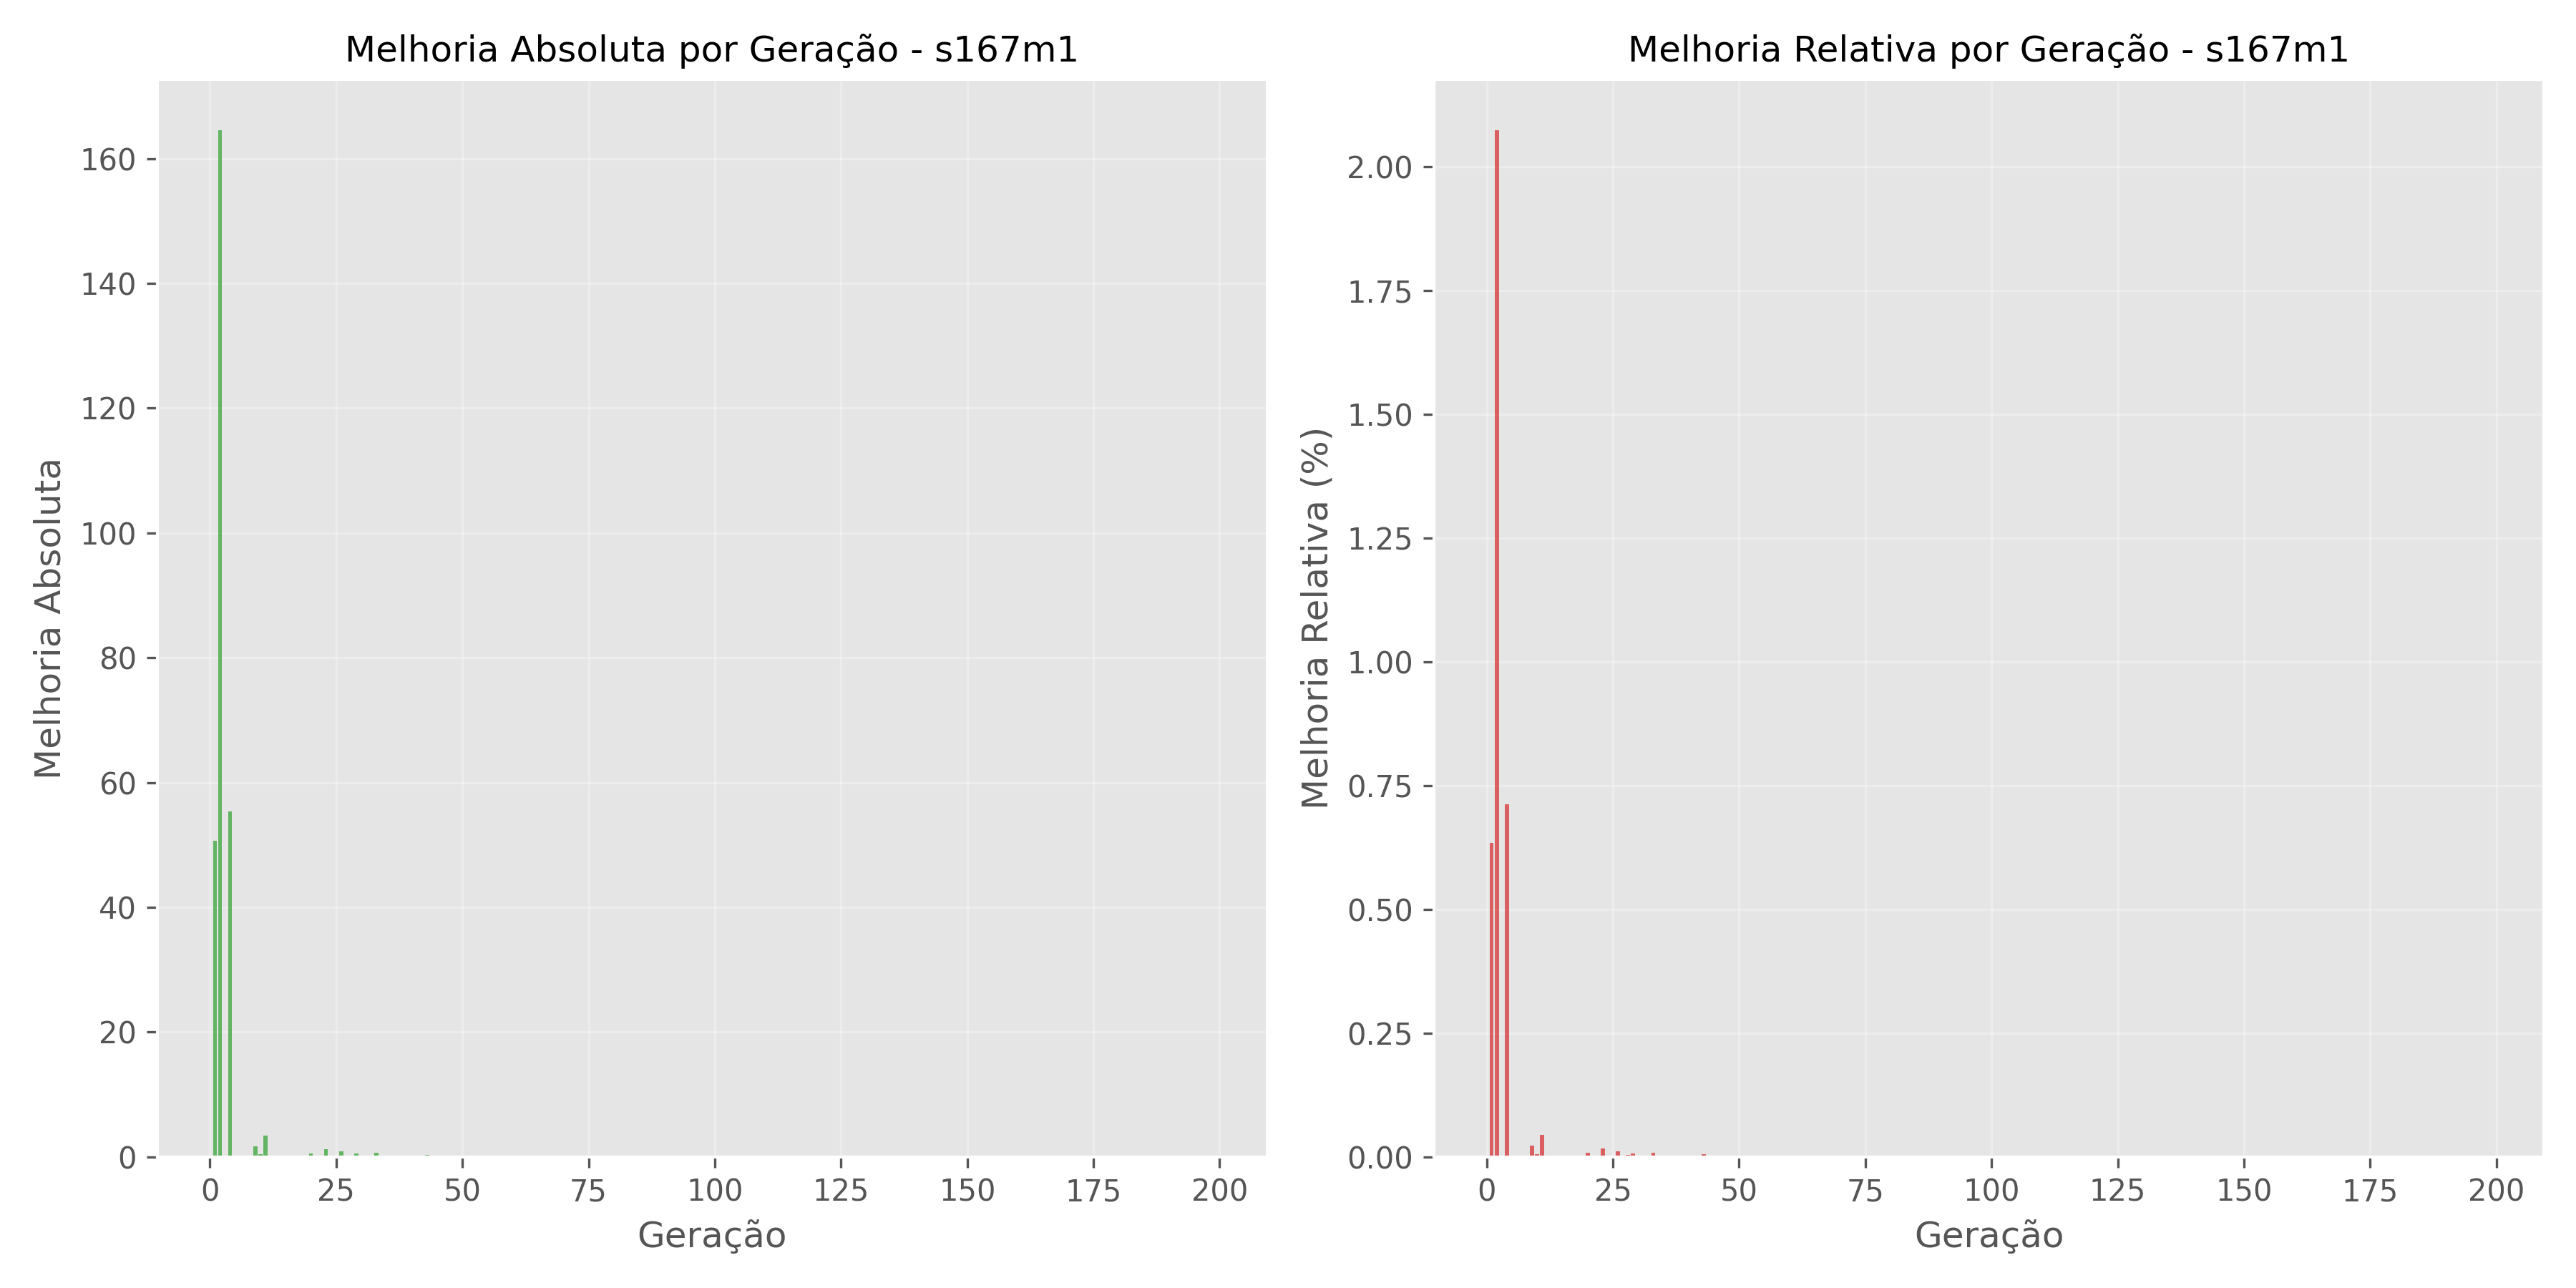 Melhoria Absoluta por Geração - s167m1
Melhoria Absoluta
160
140
120
100
80
60
40
20
0
0 25 50 75 100 125 150 175 200
Geração
Melhoria Relativa por Geração - s167m1
Melhoria Relativa (%)
2.00
1.75
1.50
1.25
1.00
0.75
0.50
0.25
0.00
0 25 50 75 100 125 150 175 200
Geração